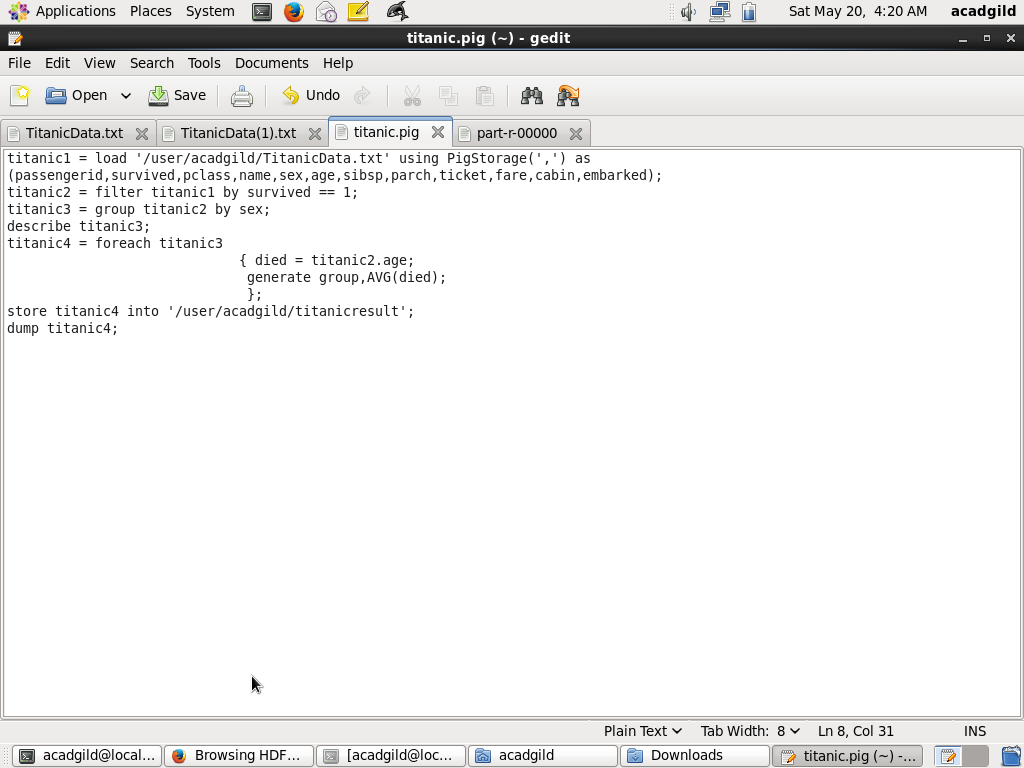 Applications Places System Sat May 20, 4:20 AM acadgild
titanic.pig (~) - gedit
File Edit View Search Tools Documents Help
Open Save Undo
TitanicData.txt TitanicData(1).txt titanic.pig part-r-00000
titanic1 = load '/user/acadgild/TitanicData.txt' using PigStorage(',') as
(passengerid,survived,pclass,name,sex,age,sibsp,parch,ticket,fare,cabin,embarked);
titanic2 = filter titanic1 by survived == 1;
titanic3 = group titanic2 by sex;
describe titanic3;
titanic4 = foreach titanic3
{ died = titanic2.age;
generate group,AVG(died);
};
store titanic4 into '/user/acadgild/titanicresult';
dump titanic4;
Plain Text Tab Width: 8 Ln 8, Col 31 INS
acadgild@local... Browsing HDF... [acadgild@loc... acadgild Downloads titanic.pig (~) -...